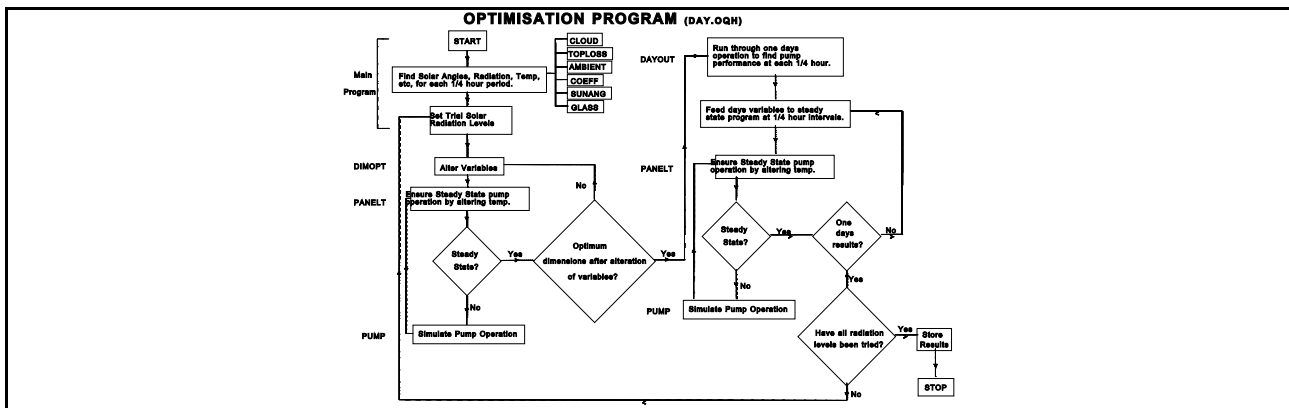 OPTIMISATION PROGRAM (DAY.OQH)
START
CLOUD
TOPLOSS
AMBIENT
COEFF
SUNANG
GLASS
Main
Program
Find Solar Angles, Radiation, Temp,
etc, for each 1/4 hour period.
Set Trial Solar
Radiation Levels
DIMOPT
Alter Variables
No
PANELT
Ensure Steady State pump
operation by altering temp.
Steady
State?
Yes
Optimum
dimensione after alteration
of variables?
Yes
No
PUMP
Simulate Pump Operation
DAYOUT
Run through one days
operation to find pump
performance at each 1/4 hour.
Feed days variables to steady
state program at 1/4 hour intervals.
PANELT
Ensure Steady State pump
operation by altering temp.
Steady
State?
Yes
One
days
results?
No
No
Yes
PUMP
Simulate Pump Operation
Have all radiation
levels been tried?
Yes
Store
Results
STOP
No